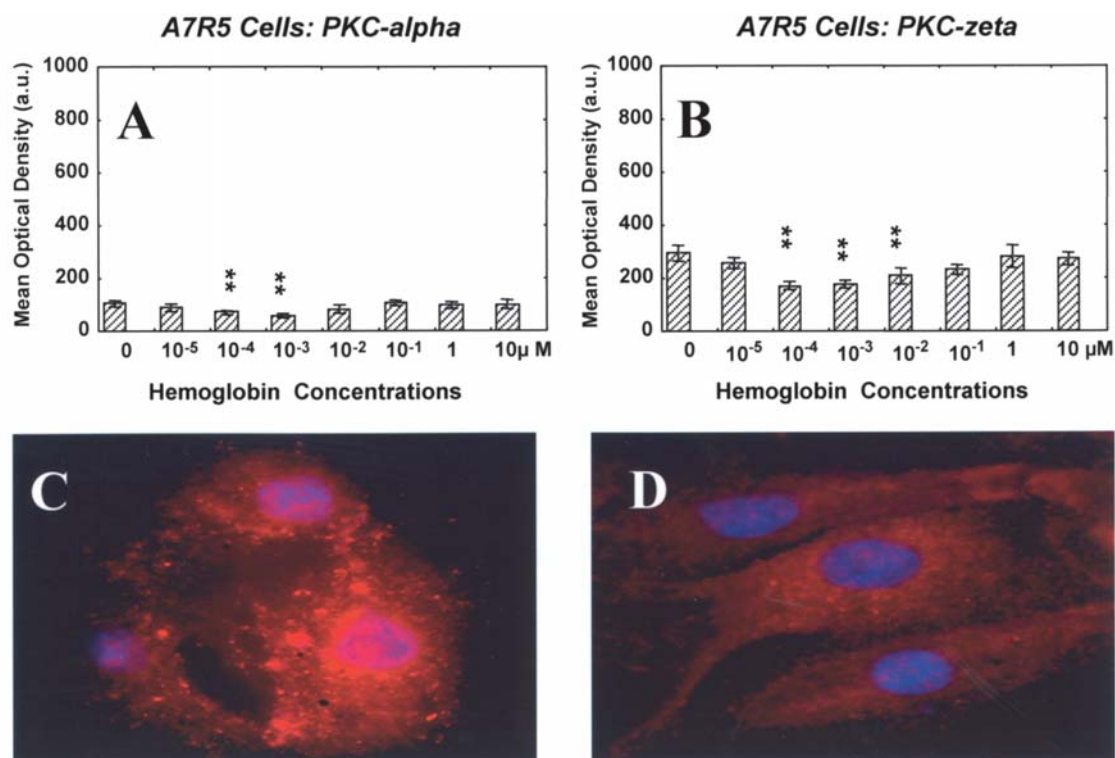 A7R5 Cells: PKC-alpha
Mean Optical Density (a.u.)
1000
800
600
400
200
0
A
**
**
0 10⁻⁵ 10⁻⁴ 10⁻³ 10⁻² 10⁻¹ 1 10μ M
Hemoglobin Concentrations
A7R5 Cells: PKC-zeta
Mean Optical Density (a.u.)
1000
800
600
400
200
0
B
**
**
**
0 10⁻⁵ 10⁻⁴ 10⁻³ 10⁻² 10⁻¹ 1 10 μM
Hemoglobin Concentrations
C
D